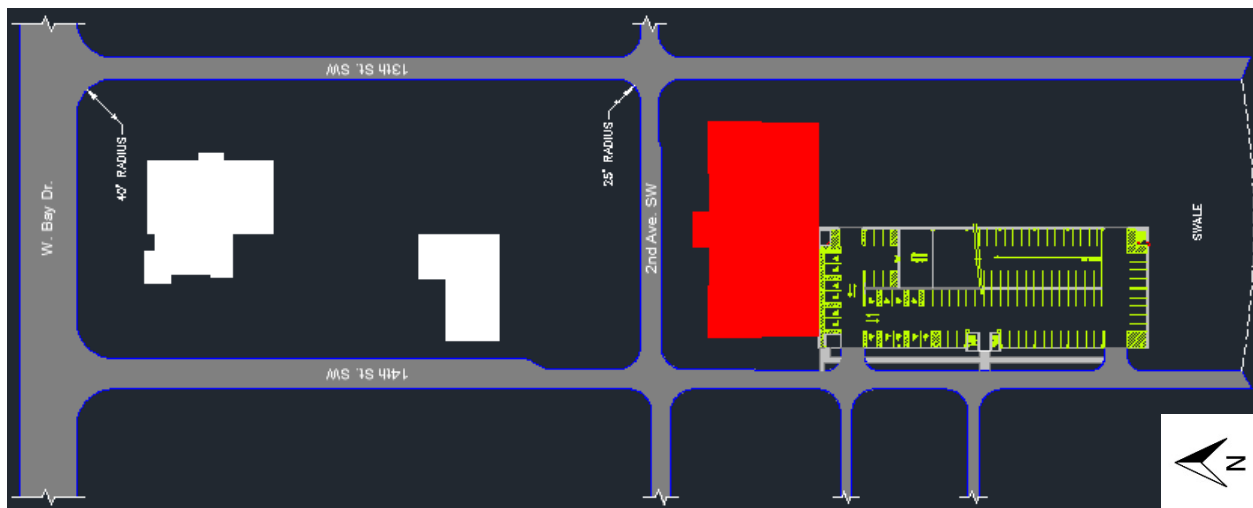 13th St. SW
40' RADIUS
25' RADIUS
W. Bay Dr.
2nd Ave. SW
SWALE
14th St. SW
N